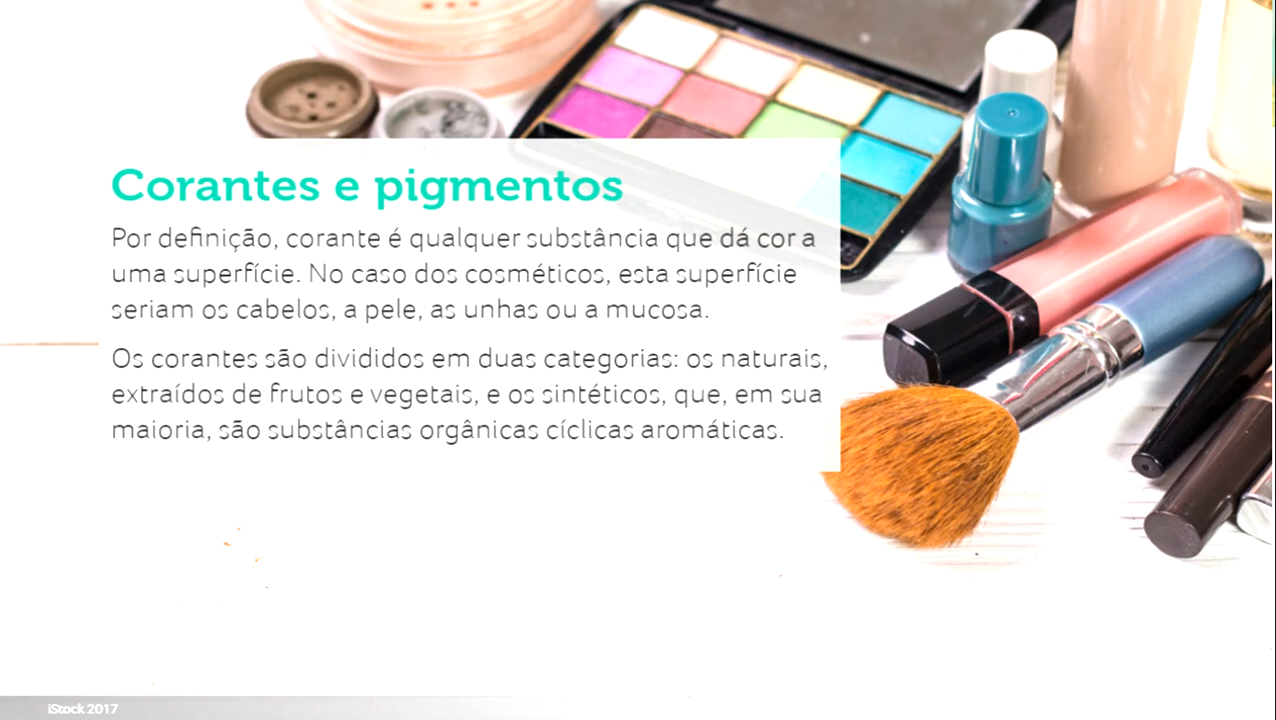 Corantes e pigmentos
Por definição, corante é qualquer substância que dá cor a
uma superfície. No caso dos cosméticos, esta superfície
seriam os cabelos, a pele, as unhas ou a mucosa.
Os corantes são divididos em duas categorias: os naturais,
extraídos de frutos e vegetais, e os sintéticos, que, em sua
maioria, são substâncias orgânicas cíclicas aromáticas.
iStock 2017